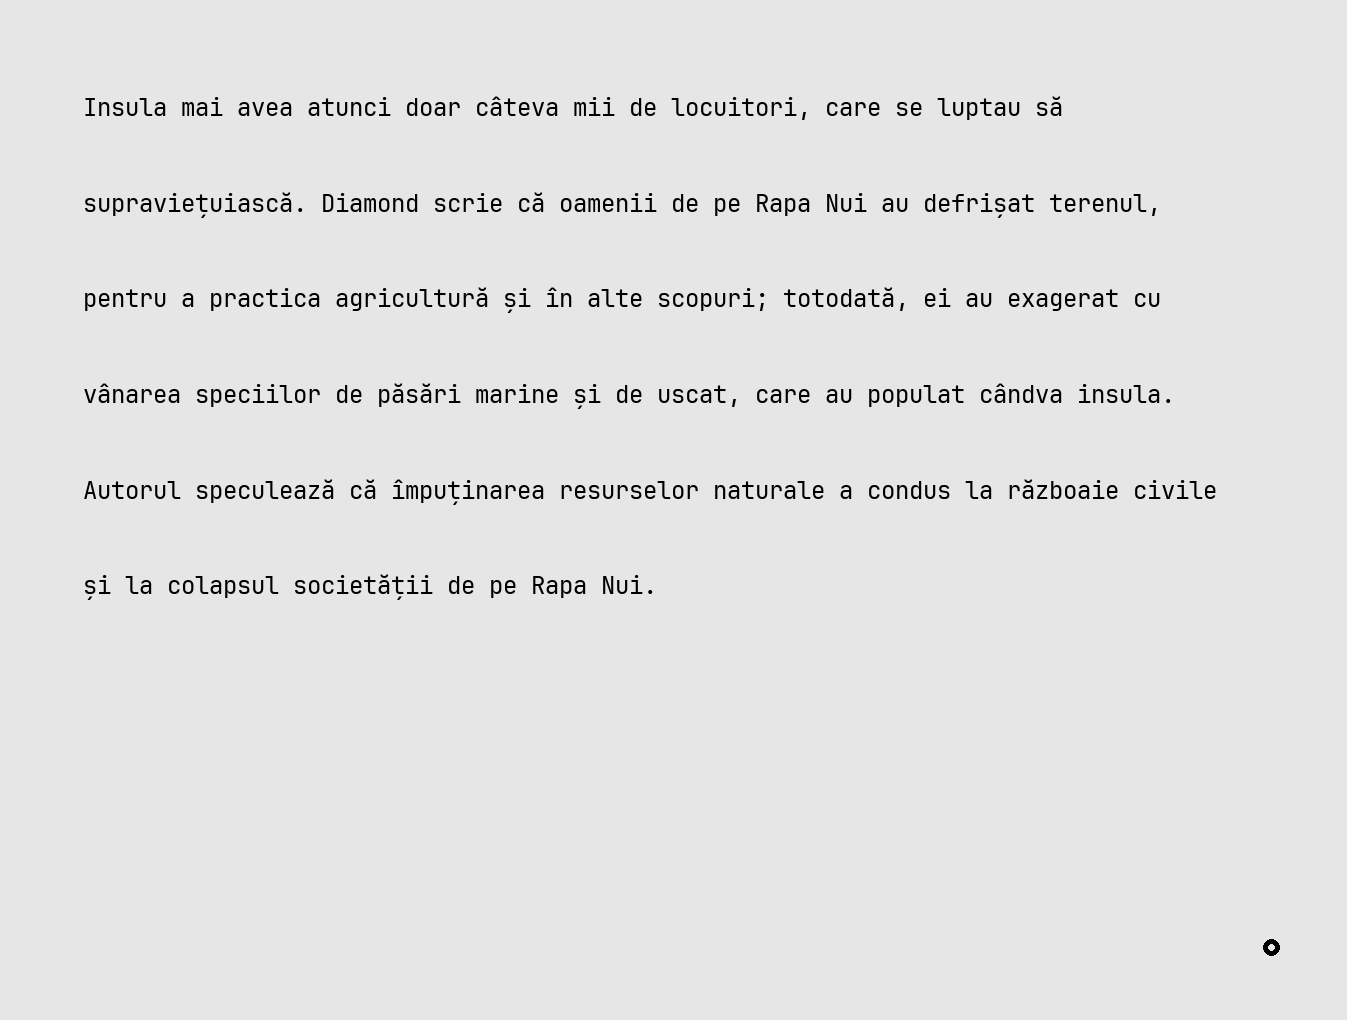 Insula mai avea atunci doar câteva mii de locuitori, care se luptau să
supraviețuiască. Diamond scrie că oamenii de pe Rapa Nui au defrișat terenul,
pentru a practica agricultură și în alte scopuri; totodată, ei au exagerat cu
vânarea speciilor de păsări marine și de uscat, care au populat cândva insula.
Autorul speculează că împuținarea resurselor naturale a condus la războaie civile
și la colapsul societății de pe Rapa Nui.